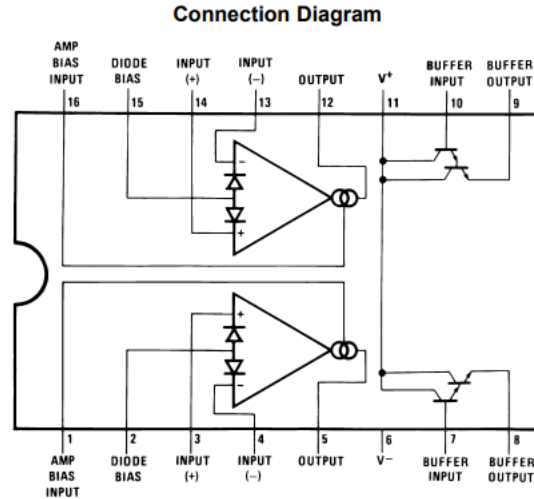 Connection Diagram
AMP
BIAS
INPUT
DIODE
BIAS
INPUT
(+)
INPUT
(−)
OUTPUT
V+
BUFFER
INPUT
BUFFER
OUTPUT
16
15
14
13
12
11
10
9
−
+
+
−
1
2
3
4
5
6
7
8
AMP
BIAS
INPUT
DIODE
BIAS
INPUT
(+)
INPUT
(−)
OUTPUT
V−
BUFFER
INPUT
BUFFER
OUTPUT